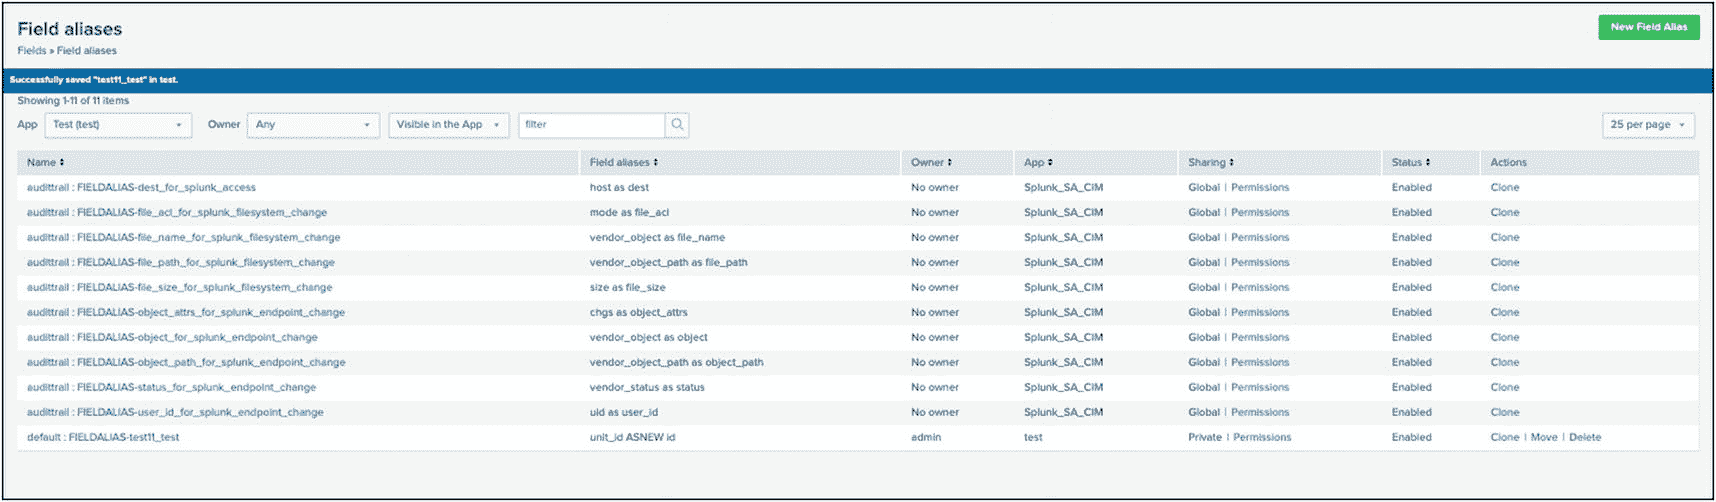 Field aliases
New Field Alias
Fields » Field aliases
Successfully saved "test11_test" in test.
Showing 1-11 of 11 items
App Test (test) Owner Any Visible in the App filter 25 per page
Name Field aliases Owner App Sharing Status Actions
audittrail : FIELDALIAS-dest_for_splunk_access host as dest No owner Splunk_SA_CIM Global | Permissions Enabled Clone
audittrail : FIELDALIAS-file_acl_for_splunk_filesystem_change mode as file_acl No owner Splunk_SA_CIM Global | Permissions Enabled Clone
audittrail : FIELDALIAS-file_name_for_splunk_filesystem_change vendor_object as file_name No owner Splunk_SA_CIM Global | Permissions Enabled Clone
audittrail : FIELDALIAS-file_path_for_splunk_filesystem_change vendor_object_path as file_path No owner Splunk_SA_CIM Global | Permissions Enabled Clone
audittrail : FIELDALIAS-file_size_for_splunk_filesystem_change size as file_size No owner Splunk_SA_CIM Global | Permissions Enabled Clone
audittrail : FIELDALIAS-object_attrs_for_splunk_endpoint_change chgs as object_attrs No owner Splunk_SA_CIM Global | Permissions Enabled Clone
audittrail : FIELDALIAS-object_for_splunk_endpoint_change vendor_object as object No owner Splunk_SA_CIM Global | Permissions Enabled Clone
audittrail : FIELDALIAS-object_path_for_splunk_endpoint_change vendor_object_path as object_path No owner Splunk_SA_CIM Global | Permissions Enabled Clone
audittrail : FIELDALIAS-status_for_splunk_endpoint_change vendor_status as status No owner Splunk_SA_CIM Global | Permissions Enabled Clone
audittrail : FIELDALIAS-user_id_for_splunk_endpoint_change uid as user_id No owner Splunk_SA_CIM Global | Permissions Enabled Clone
default : FIELDALIAS-test11_test unit_id ASNEW id admin test Private | Permissions Enabled Clone | Move | Delete